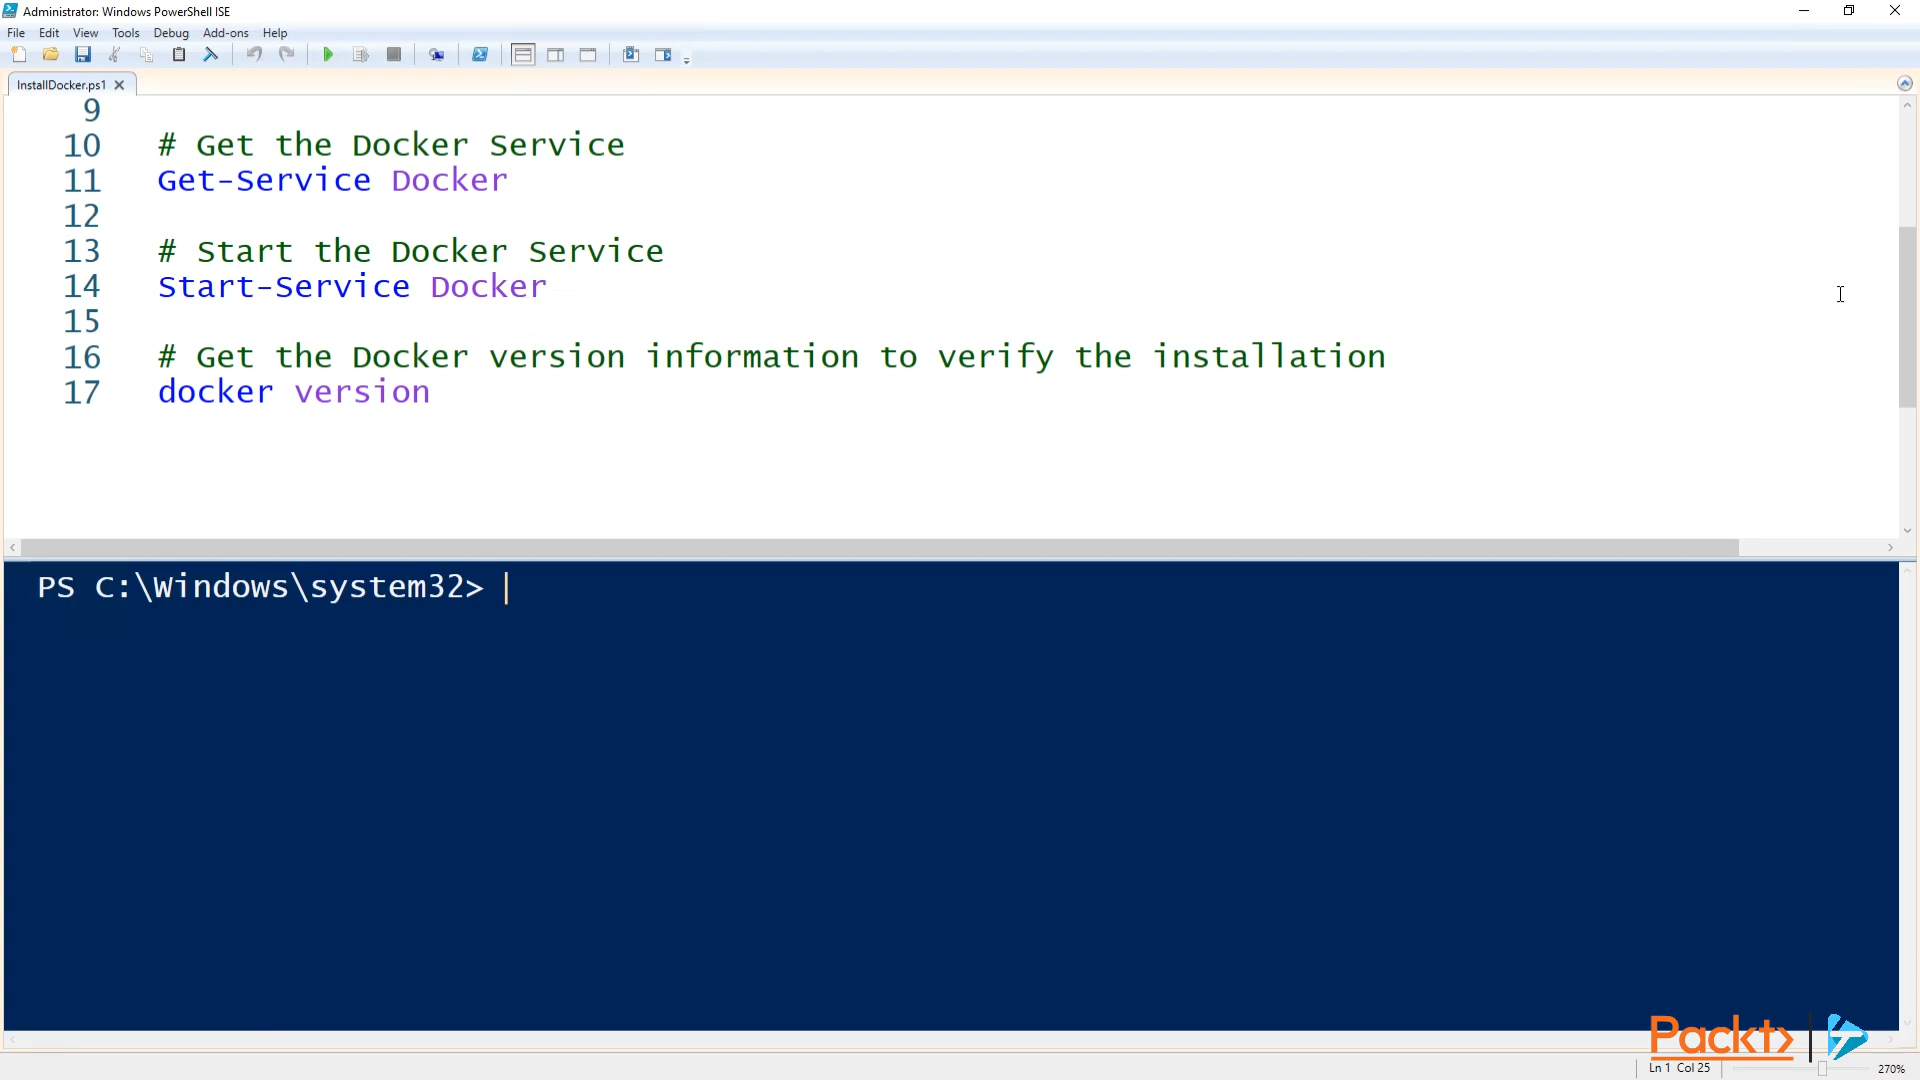 Administrator: Windows PowerShell ISE
File Edit View Tools Debug Add-ons Help
InstallDocker.ps1
9
10 # Get the Docker Service
11 Get-Service Docker
12
13 # Start the Docker Service
14 Start-Service Docker
15
16 # Get the Docker version information to verify the installation
17 docker version
PS C:\Windows\system32>
Packt>
Ln 1 Col 25
270%